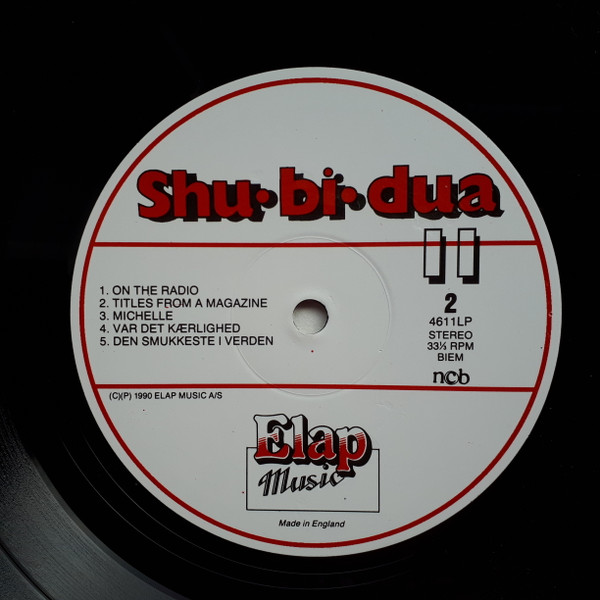 Shu·bi·dua
11
1. ON THE RADIO
2. TITLES FROM A MAGAZINE
3. MICHELLE
4. VAR DET KÆRLIGHED
5. DEN SMUKKESTE I VERDEN
2
4611LP
STEREO
33⅓ RPM
BIEM
ncb
(C)(P) 1990 ELAP MUSIC A/S
Elap
Music
Made in England